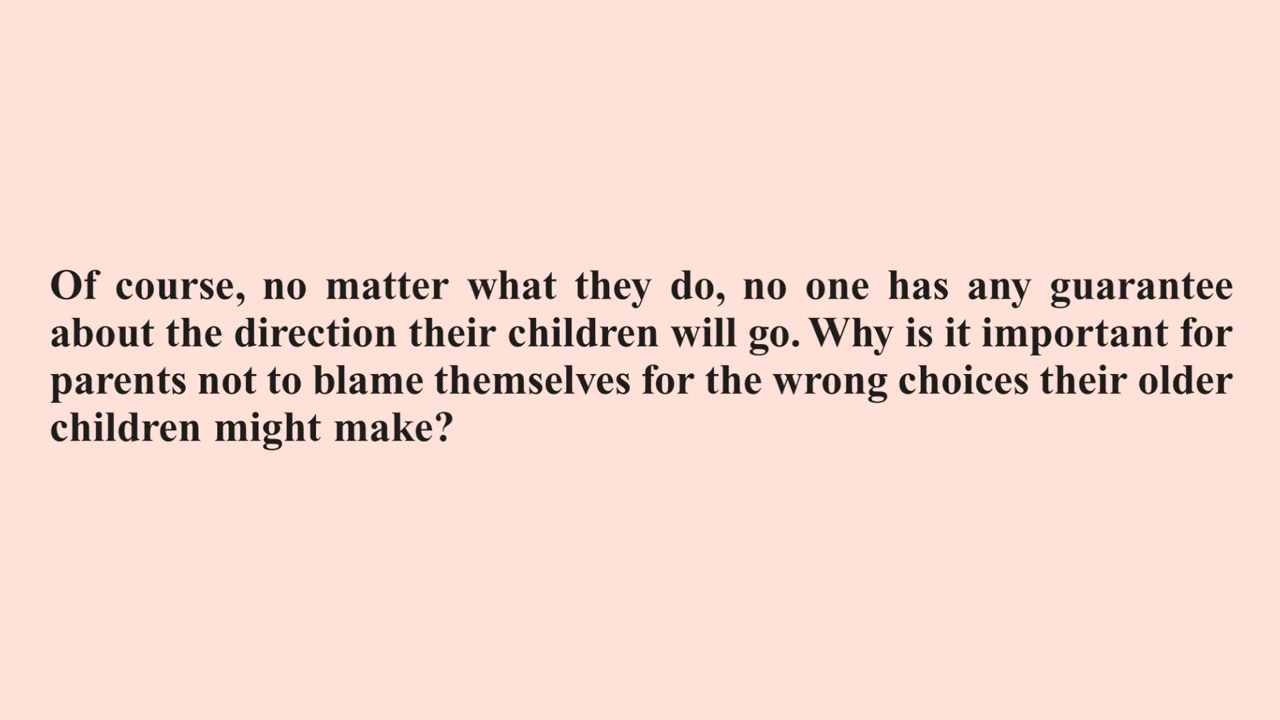 Of course, no matter what they do, no one has any guarantee
about the direction their children will go. Why is it important for
parents not to blame themselves for the wrong choices their older
children might make?